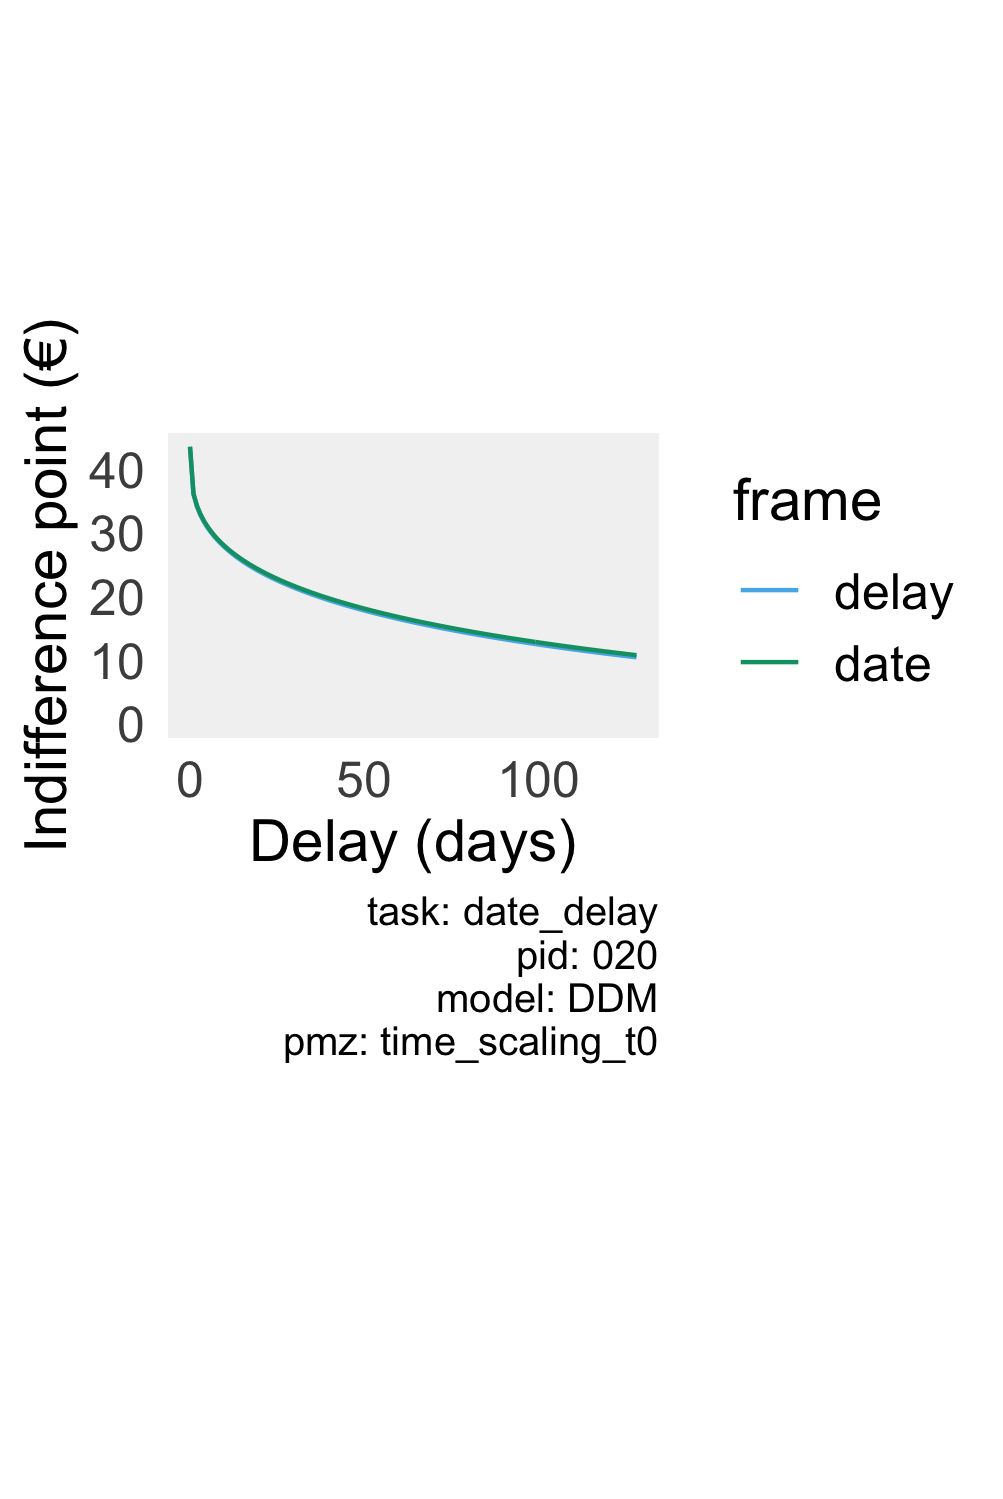 Indifference point (€)
40
30
20
10
0
0 50 100
Delay (days)
frame
delay
date
task: date_delay
pid: 020
model: DDM
pmz: time_scaling_t0